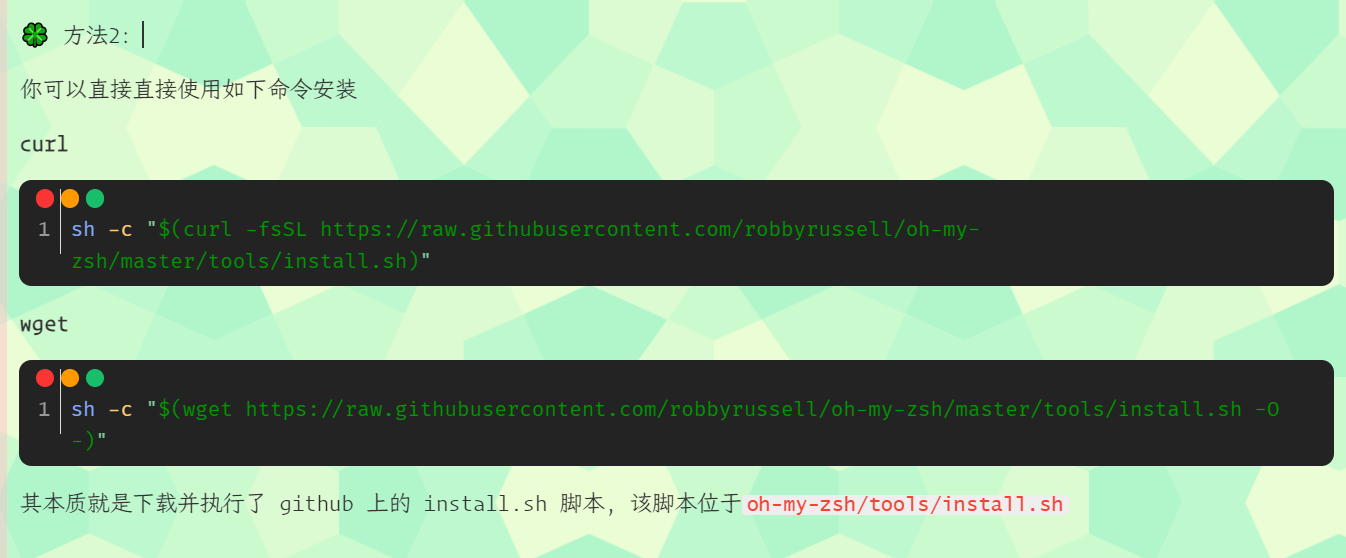 🍀 方法2:
你可以直接直接使用如下命令安装
curl
1 sh -c "$(curl -fsSL https://raw.githubusercontent.com/robbyrussell/oh-my-
zsh/master/tools/install.sh)"
wget
1 sh -c "$(wget https://raw.githubusercontent.com/robbyrussell/oh-my-zsh/master/tools/install.sh -O
-)"
其本质就是下载并执行了 github 上的 install.sh 脚本, 该脚本位于oh-my-zsh/tools/install.sh